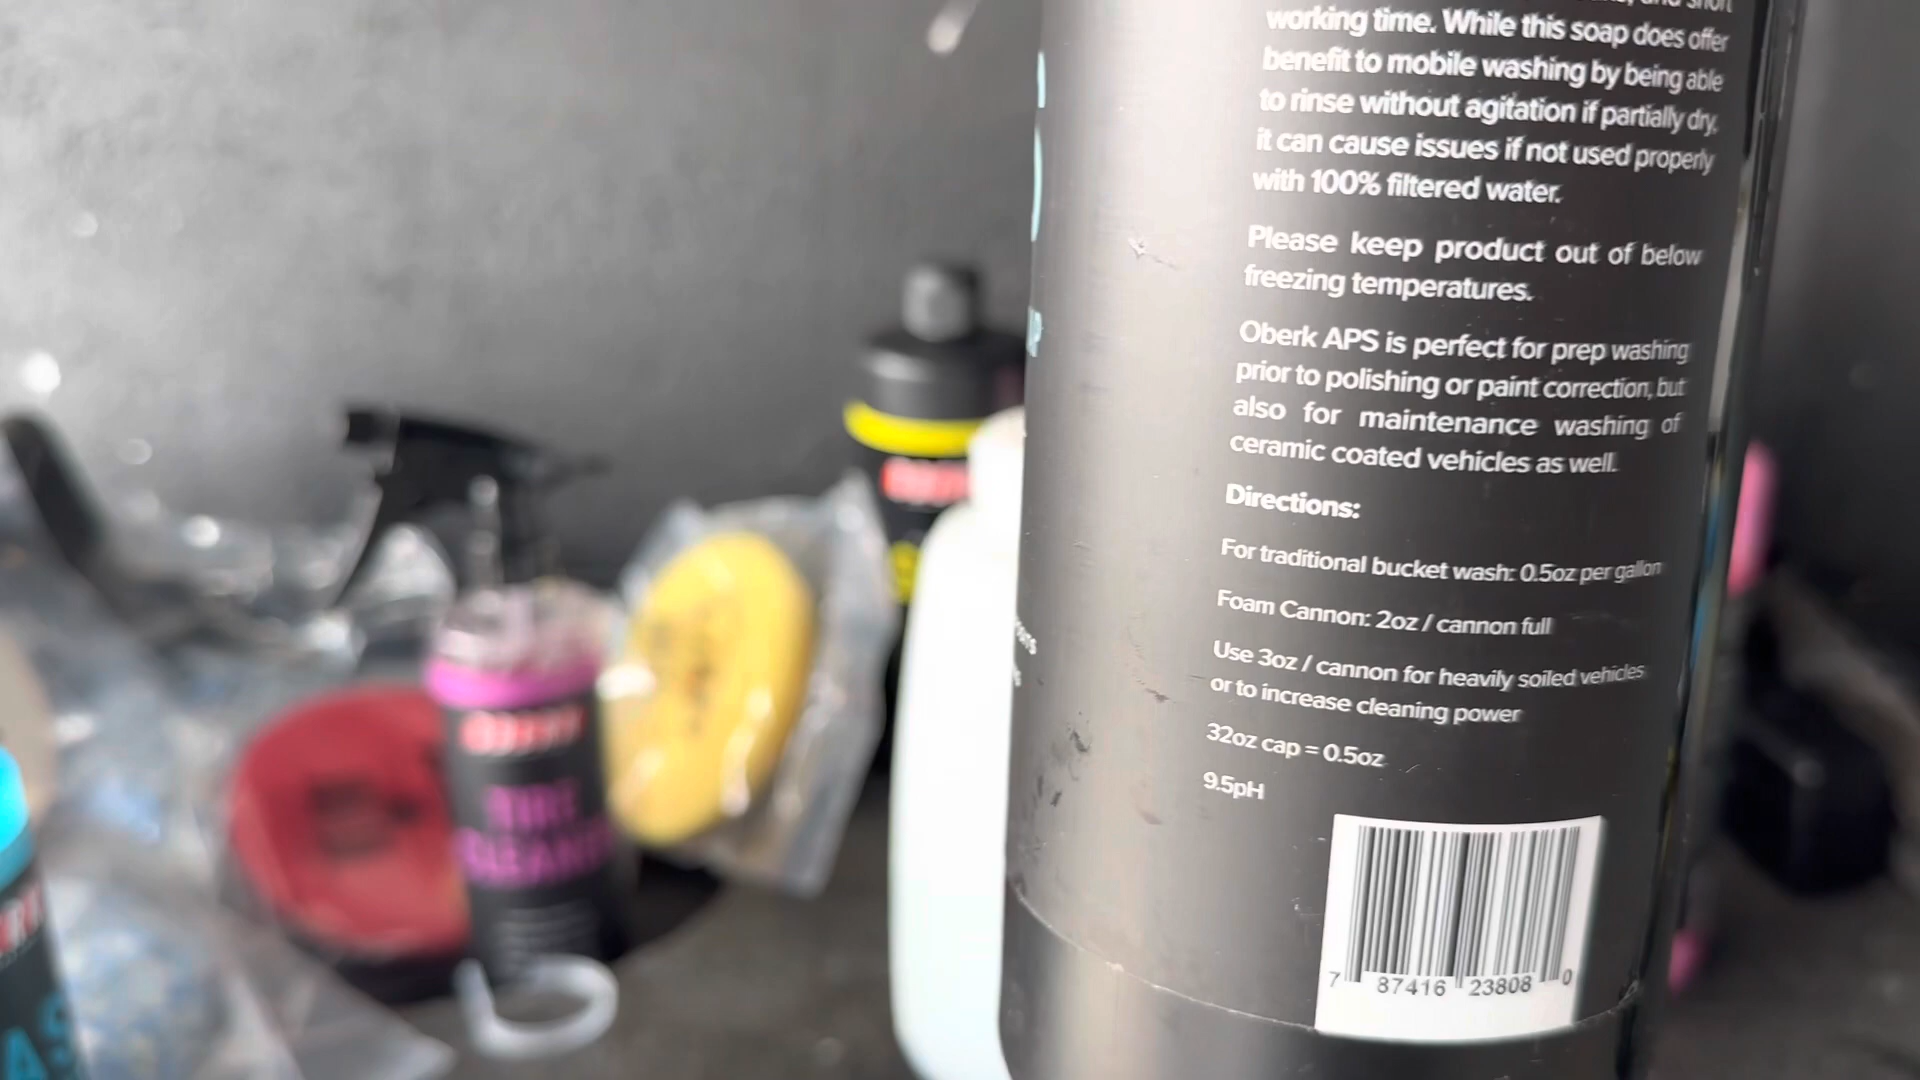 and short
working time. While this soap does offer
benefit to mobile washing by being able
to rinse without agitation if partially dry,
it can cause issues if not used properly
with 100% filtered water.
Please keep product out of below
freezing temperatures.
Oberk APS is perfect for prep washing
prior to polishing or paint correction, but
also for maintenance washing of
ceramic coated vehicles as well.
Directions:
For traditional bucket wash: 0.5oz per gallon
Foam Cannon: 2oz / cannon full
Use 3oz / cannon for heavily soiled vehicles
or to increase cleaning power
32oz cap = 0.5oz
9.5pH
7 87416 23808 0
TIRE
CLEANER